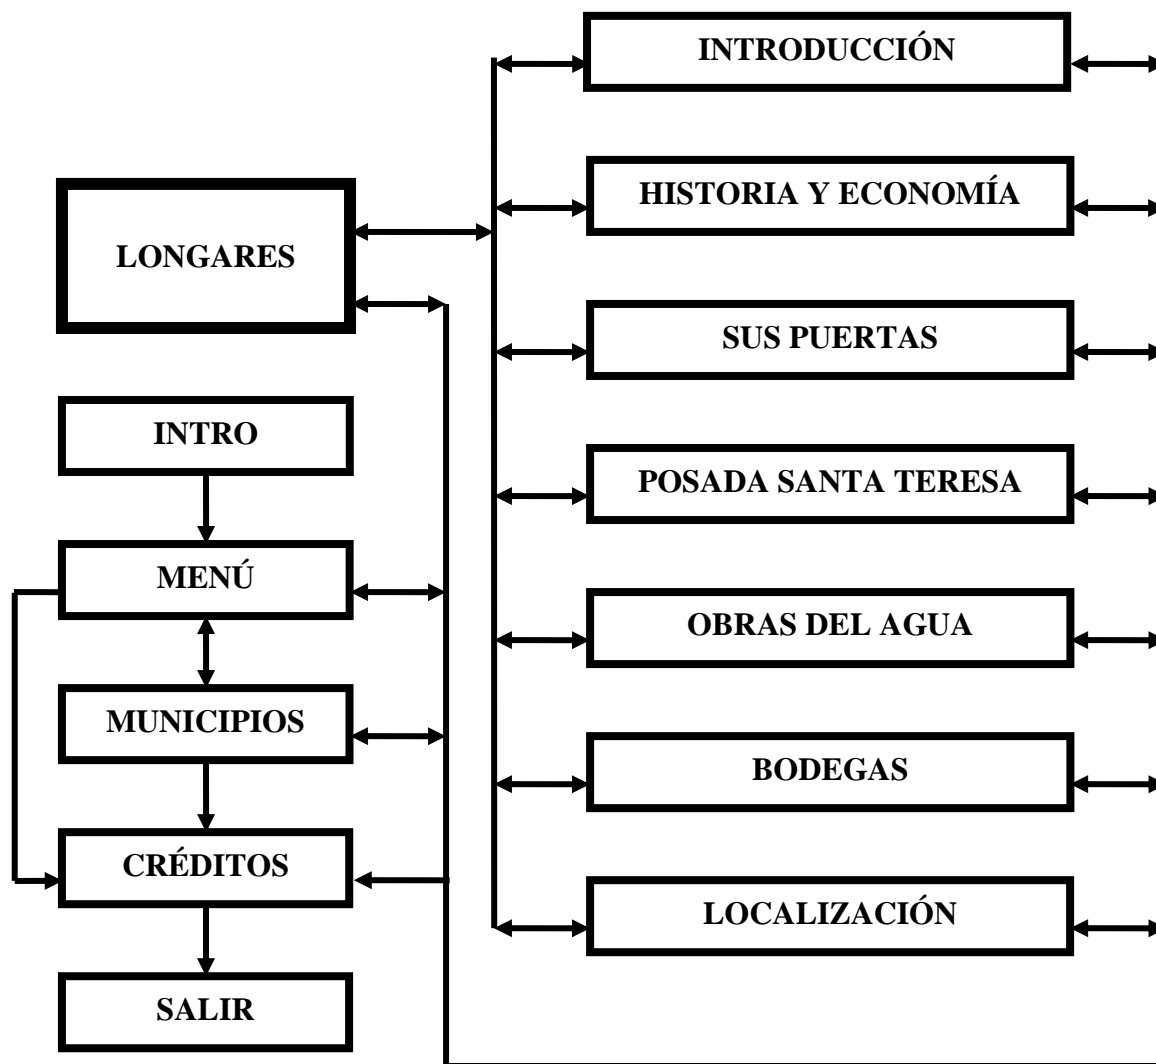 LONGARES
INTRO
MENÚ
MUNICIPIOS
CRÉDITOS
SALIR
INTRODUCCIÓN
HISTORIA Y ECONOMÍA
SUS PUERTAS
POSADA SANTA TERESA
OBRAS DEL AGUA
BODEGAS
LOCALIZACIÓN